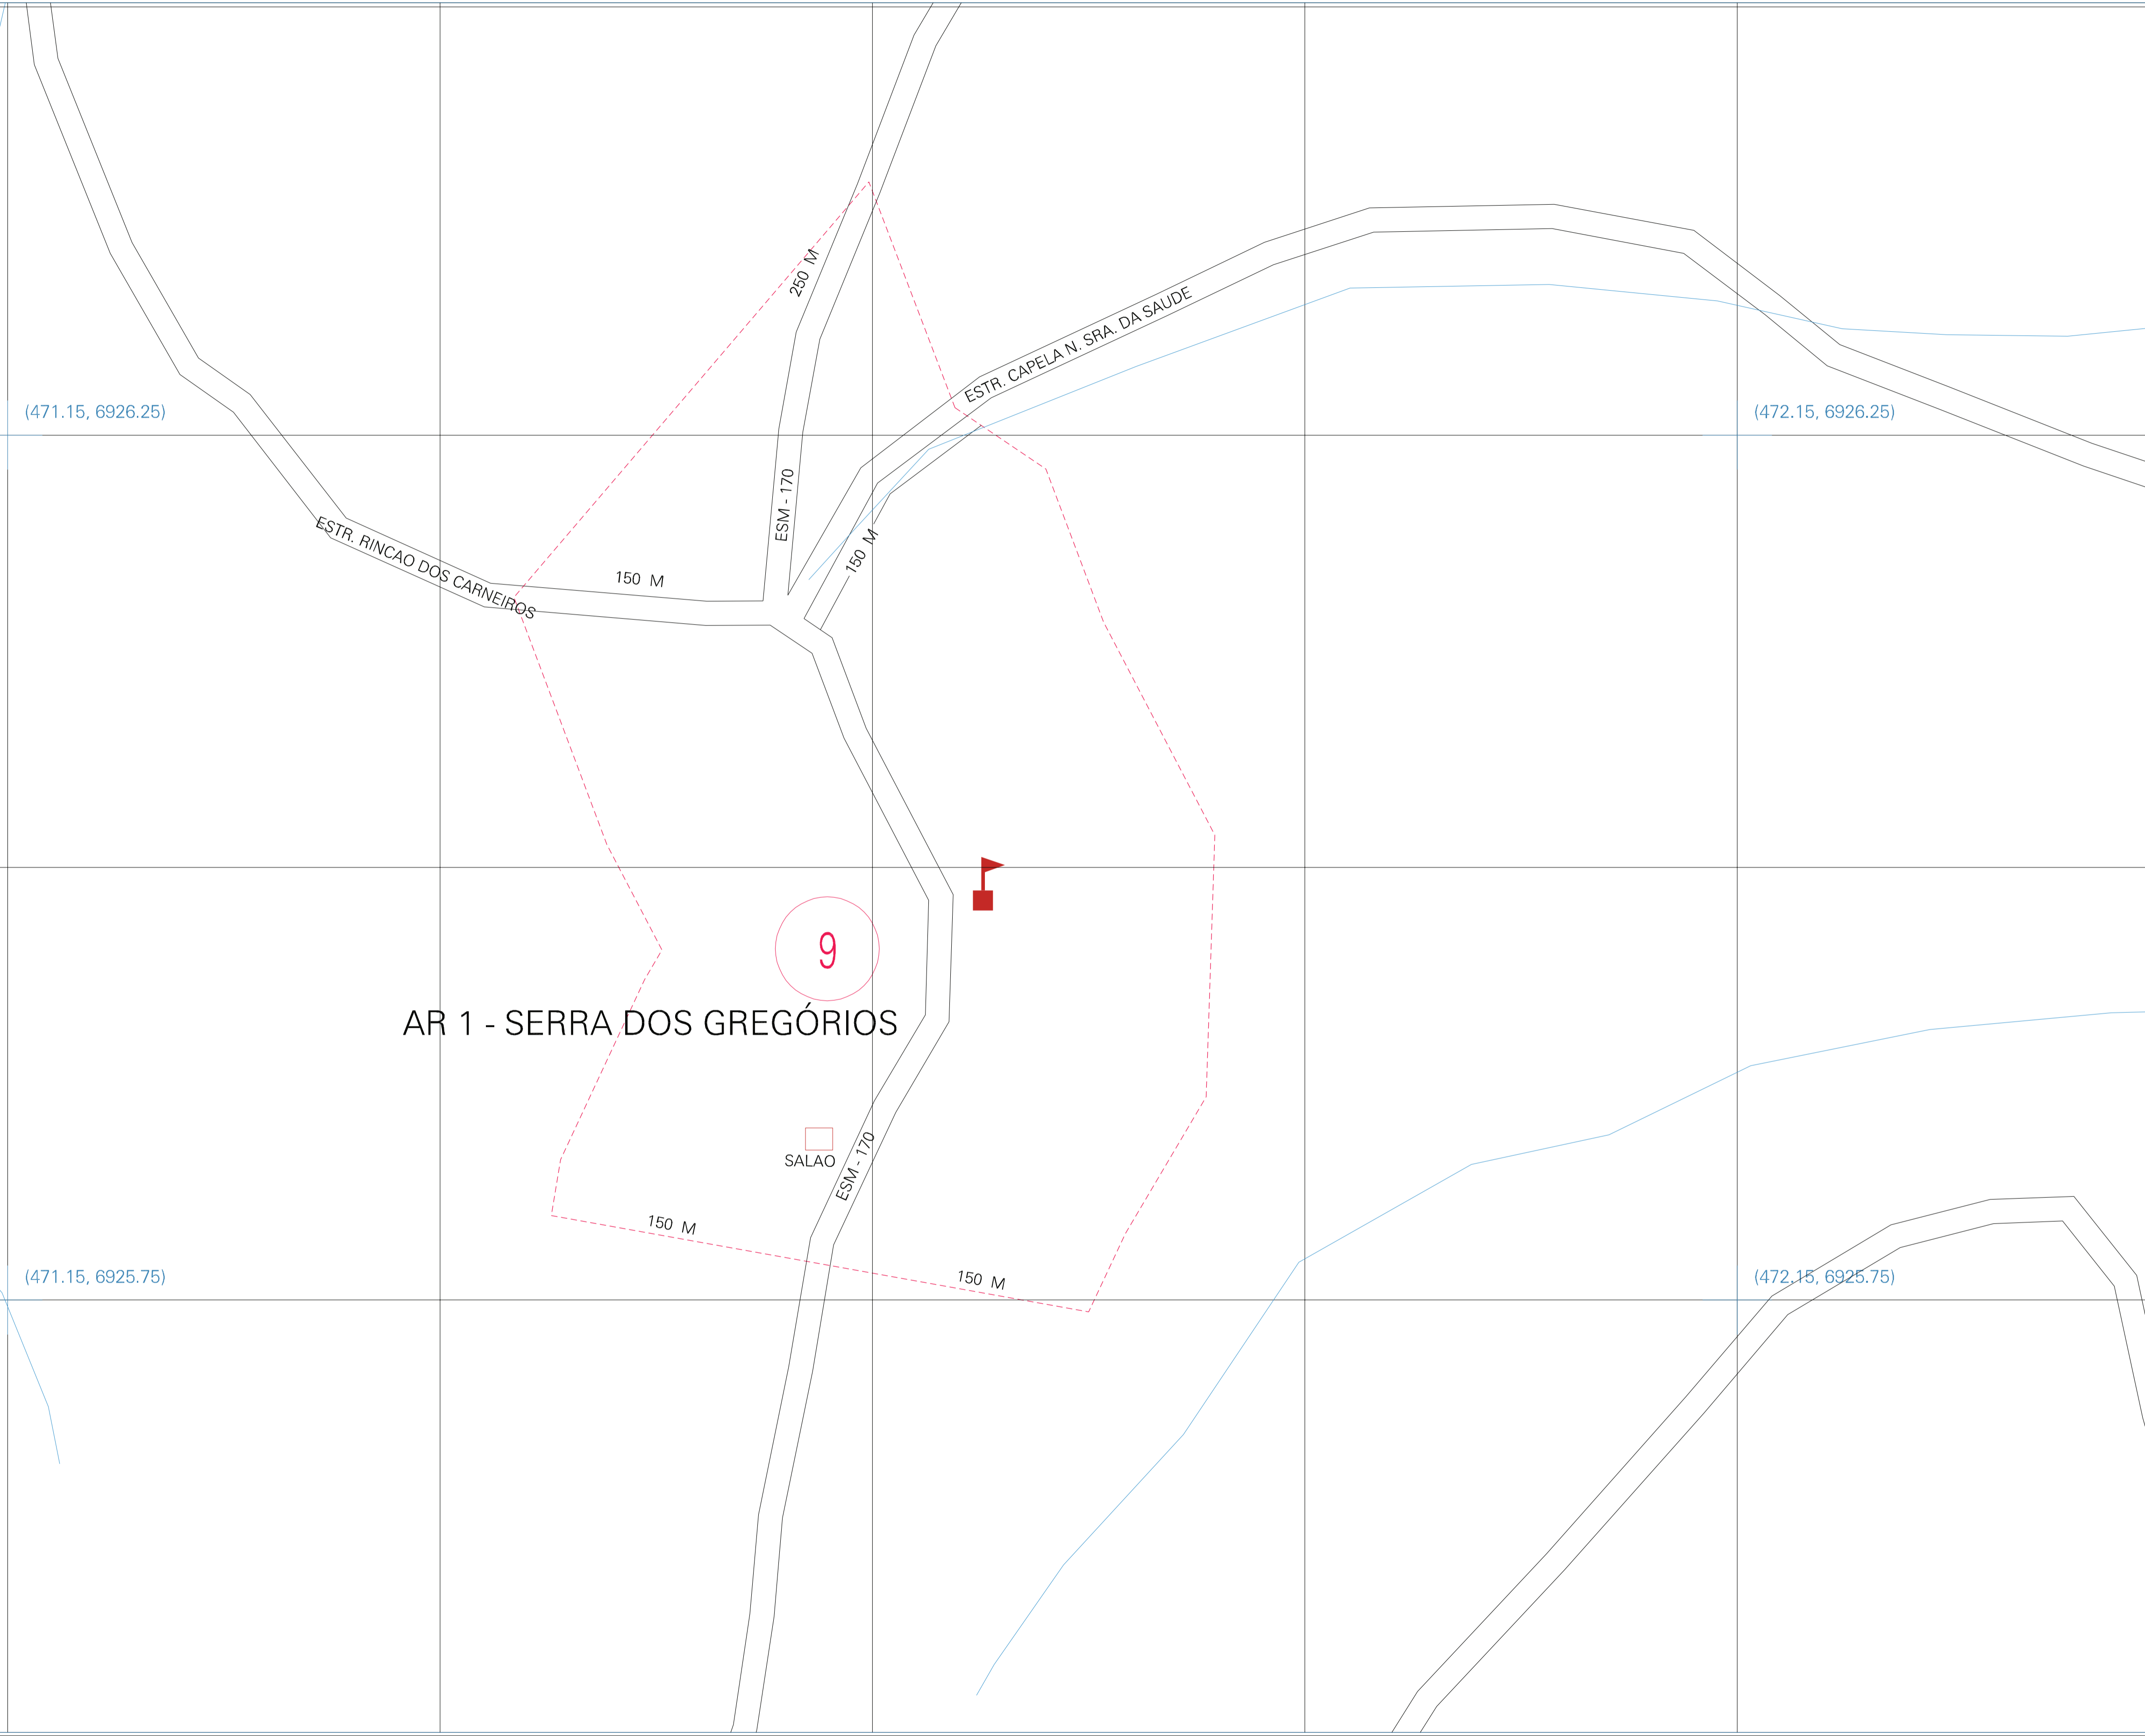 250 M
ESTR. CAPELA N. SRA. DA SAUDE
(471.15, 6926.25)
(472.15, 6926.25)
ESM - 170
ESTR. RINCAO DOS CARNEIROS
150 M
150 M
9
AR 1 - SERRA DOS GREGÓRIOS
SALAO
ESM - 170
150 M
150 M
(471.15, 6925.75)
(472.15, 6925.75)